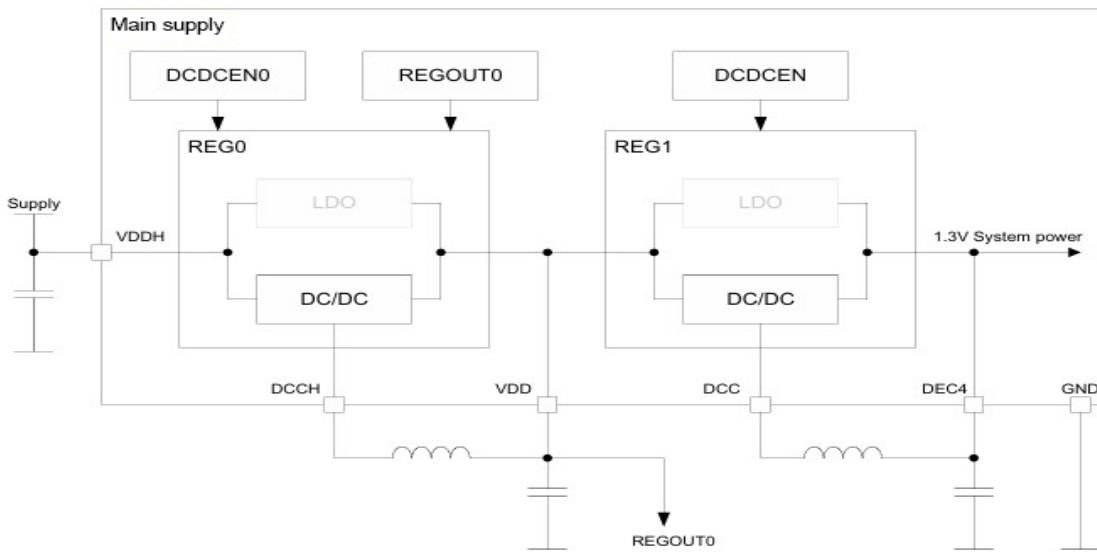 Main supply
DCDCEN0
REGOUT0
DCDCEN
REG0
REG1
LDO
LDO
Supply
VDDH
1.3V System power
DC/DC
DC/DC
DCCH
VDD
DCC
DEC4
GND
REGOUT0